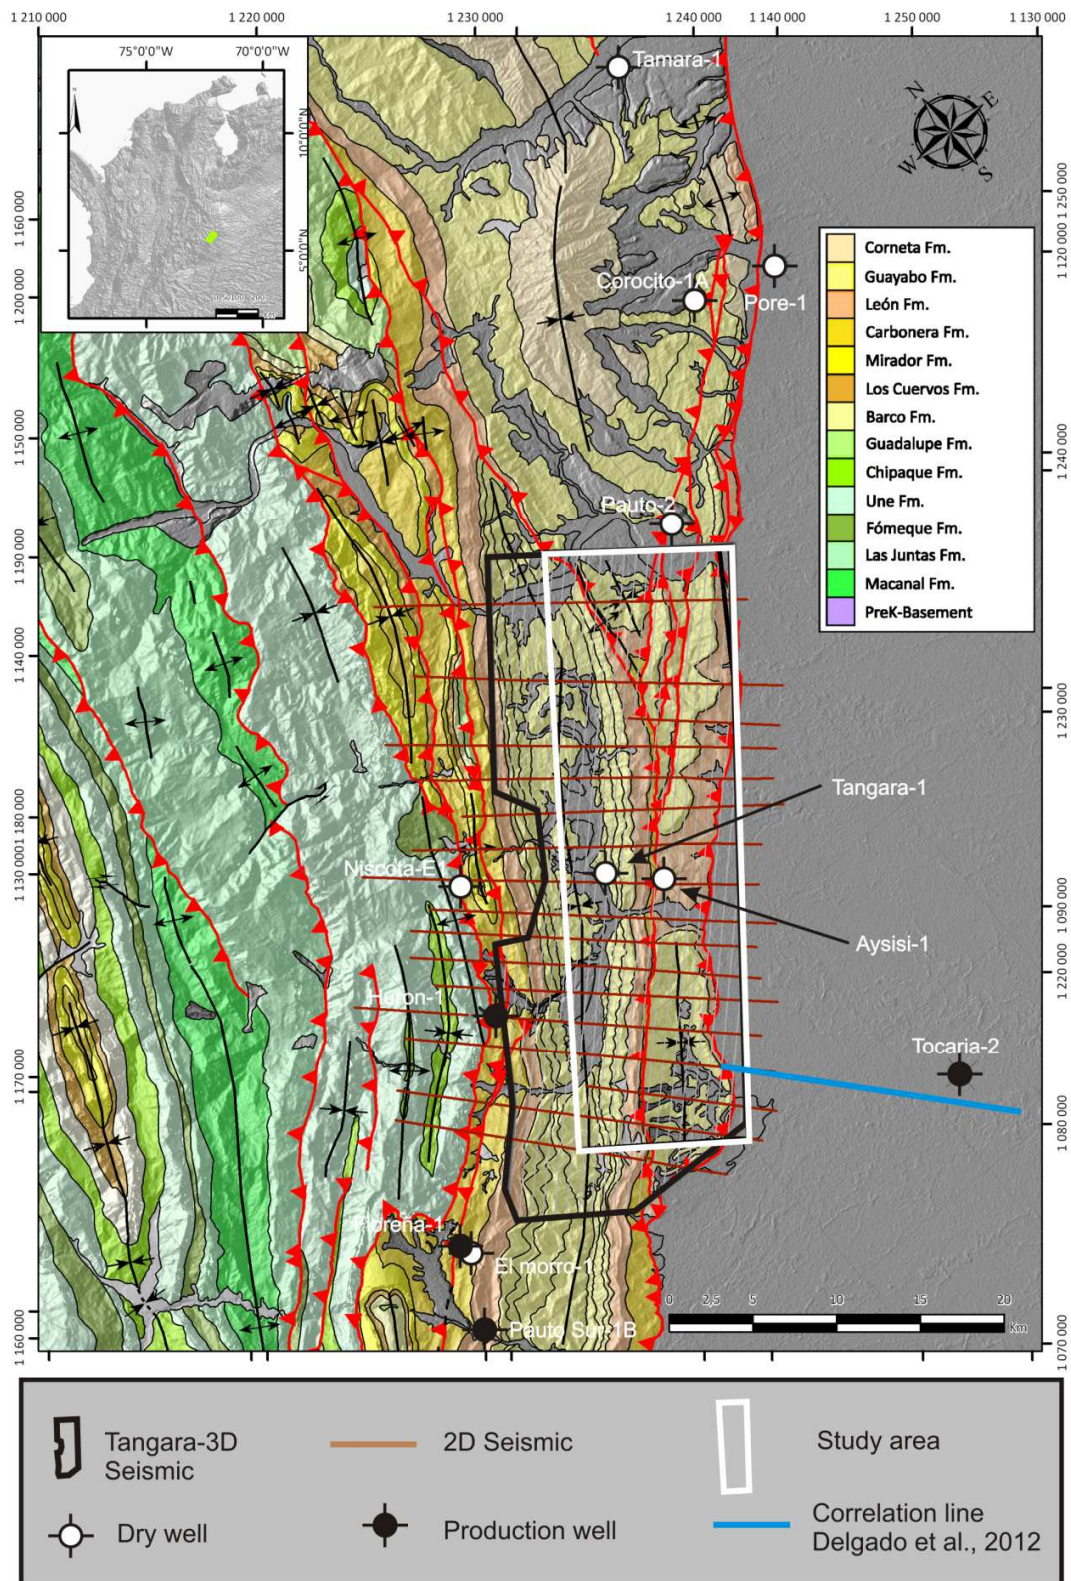 1 210 000
1 220 000
1 230 000
1 240 000
1 140 000
1 250 000
1 130 000
75°0'0"W
70°0'0"W
N
10°0'0"N
5°0'0"N
Km
Tamara-1
N
E
W
S
1 160 000
1 200 000
1 150 000
1 190 000
1 140 000
1 180 000
1 130 000
1 170 000
1 160 000
1 250 000
1 120 000
1 240 000
1 230 000
1 090 000
1 220 000
1 080 000
1 070 000
Corocito-1A
Pore-1
Corneta Fm.
Guayabo Fm.
León Fm.
Carbonera Fm.
Mirador Fm.
Los Cuervos Fm.
Barco Fm.
Guadalupe Fm.
Chipaque Fm.
Une Fm.
Fómeque Fm.
Las Juntas Fm.
Macanal Fm.
PreK-Basement
Pauto-2
Tangara-1
Niscota-E
Aysisi-1
Heron-1
Tocaria-2
El morro-1
Pauto Sur-1B
0 2,5 5 10 15 20
Km
Tangara-3D
Seismic
2D Seismic
Study area
Dry well
Production well
Correlation line
Delgado et al., 2012